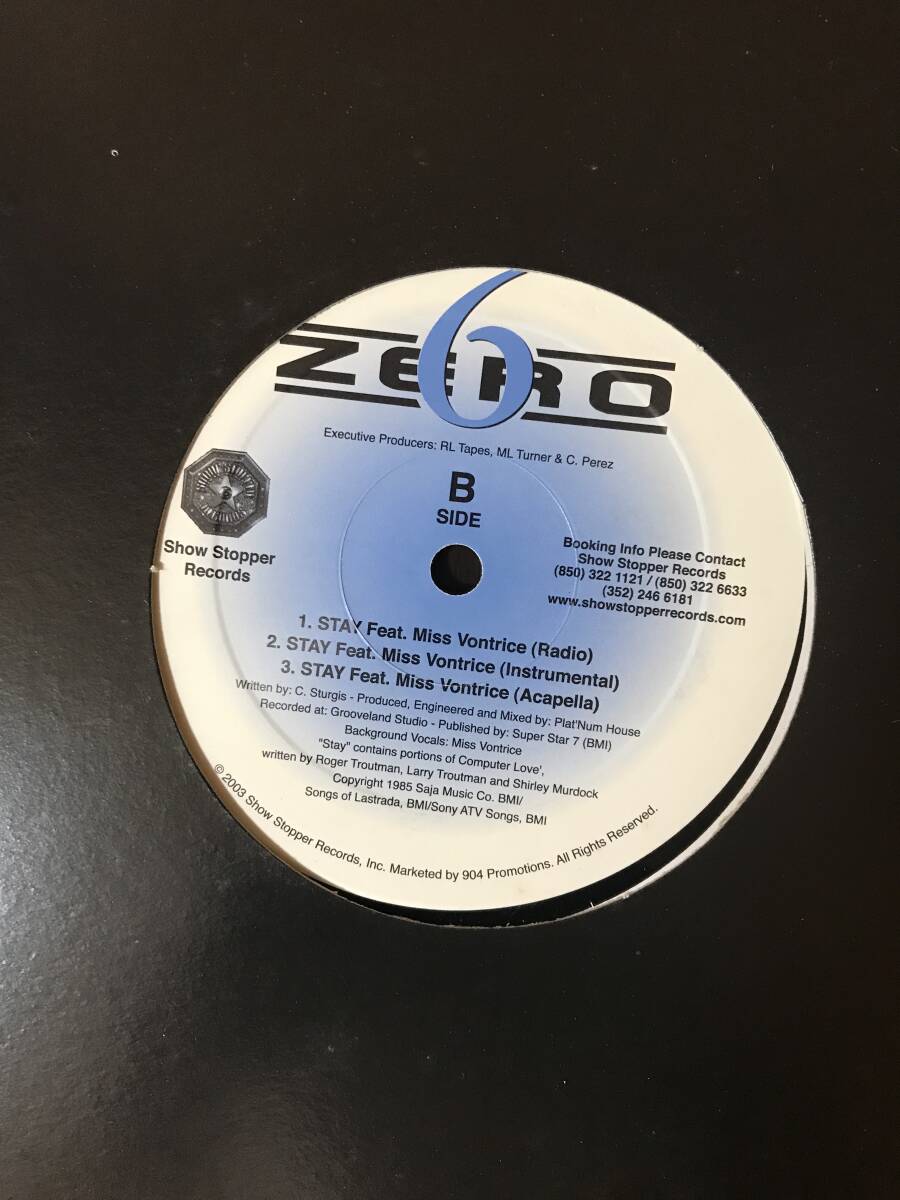 6
ZERO
Executive Producers: RL Tapes, ML Turner & C. Perez
B
SIDE
SHOW STOPPER
RECORDS
Show Stopper
Records
Booking Info Please Contact
Show Stopper Records
(850) 322 1121 / (850) 322 6633
(352) 246 6181
www.showstopperrecords.com
1. STAY Feat. Miss Vontrice (Radio)
2. STAY Feat. Miss Vontrice (Instrumental)
3. STAY Feat. Miss Vontrice (Acapella)
Written by: C. Sturgis - Produced, Engineered and Mixed by: Plat'Num House
Recorded at: Grooveland Studio - Published by: Super Star 7 (BMI)
Background Vocals: Miss Vontrice
"Stay" contains portions of Computer Love',
written by Roger Troutman, Larry Troutman and Shirley Murdock
Copyright 1985 Saja Music Co. BMI/
Songs of Lastrada, BMI/Sony ATV Songs, BMI
© 2003 Show Stopper Records, Inc. Marketed by 904 Promotions. All Rights Reserved.